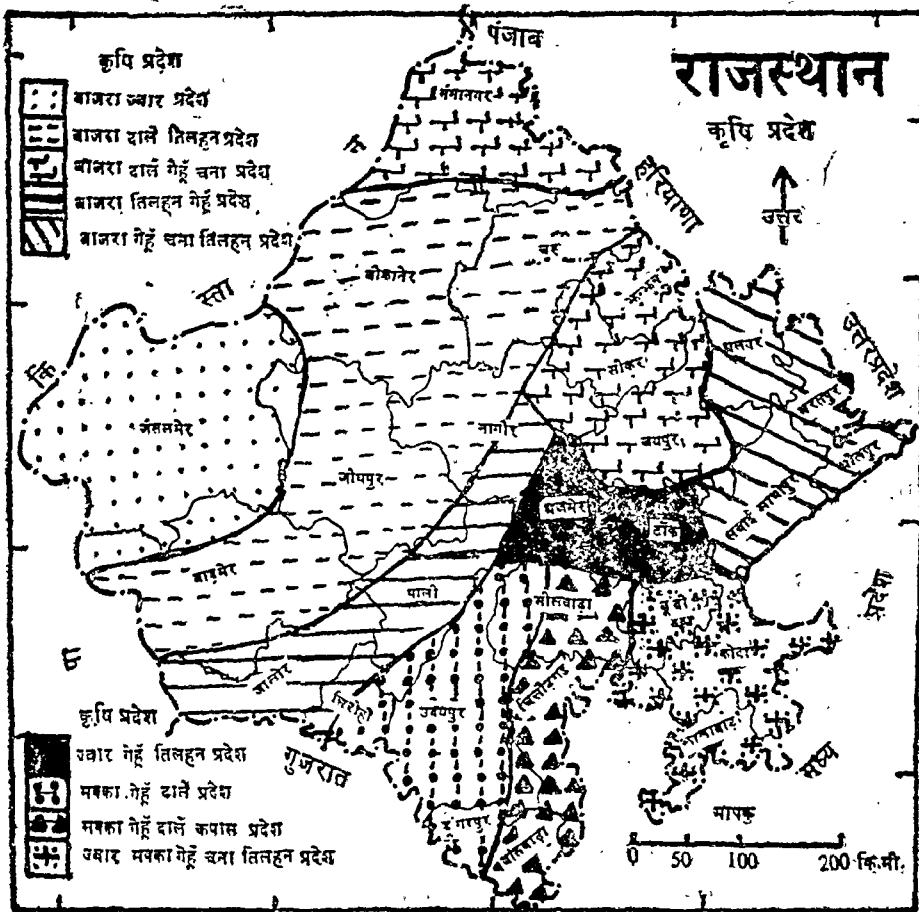 पंजाब
राजस्थान
कृषि प्रदेश
उत्तर
कृषि प्रदेश
बाजरा ज्वार प्रदेश
बाजरा दालें तिलहन प्रदेश
बाजरा दालें गेहूँ चना प्रदेश
बाजरा तिलहन गेहूँ प्रदेश
बाजरा गेहूँ चना तिलहन प्रदेश
गंगानगर
हरियाणा
न
चूरू
बीकानेर
स्ता
झुन्झुनू
उत्तर प्रदेश
अलवर
सीकर
कि
भरतपुर
जैसलमेर
नागौर
जयपुर
धौलपुर
जोधपुर
सवाई माधोपुर
अजमेर
टोंक
बाड़मेर
पाली
भीलवाड़ा
बूंदी
प्रदेश
कोटा
पा
जालौर
चित्तौड़गढ़
सिरोही
उदयपुर
झालावाड़
मध्य
गुजरात
डूंगरपुर
बांसवाड़ा
कृषि प्रदेश
ज्वार गेहूँ तिलहन प्रदेश
मक्का गेहूँ दालें प्रदेश
मक्का गेहूँ दालें कपास प्रदेश
ज्वार मक्का गेहूँ चना तिलहन प्रदेश
मापक
0 50 100 200 कि.मी.